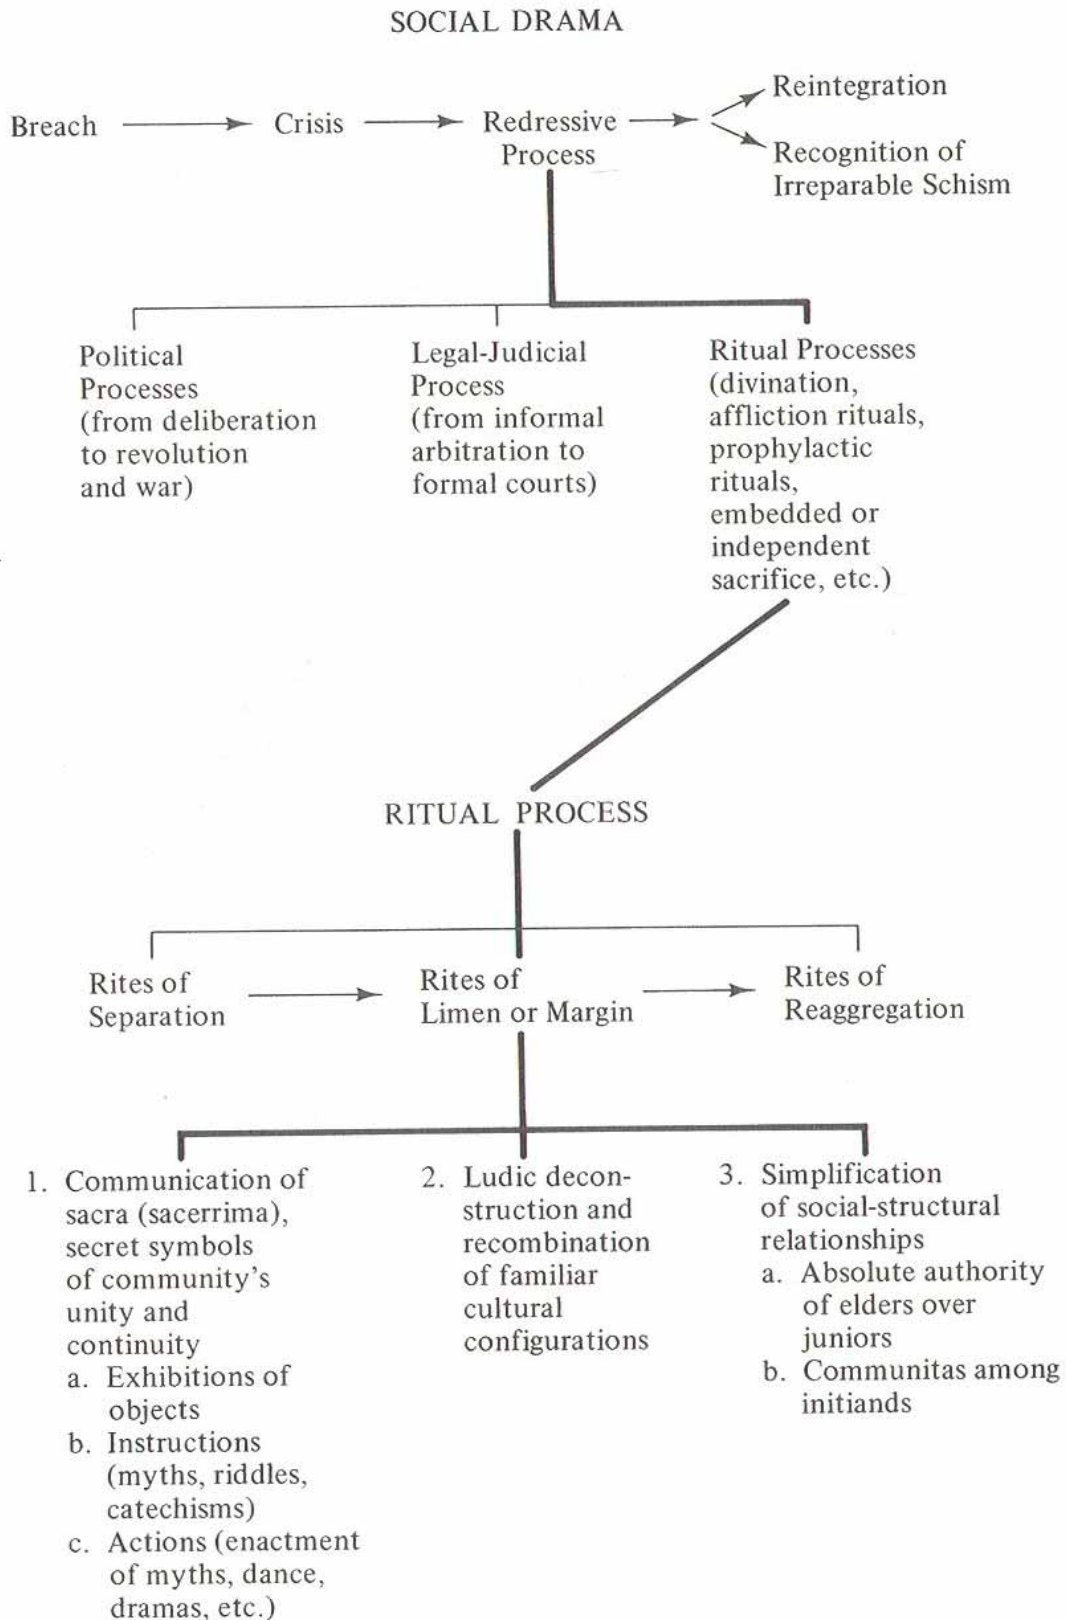 SOCIAL DRAMA
Breach
Crisis
Redressive
Process
Reintegration
Recognition of
Irreparable Schism
Political
Processes
(from deliberation
to revolution
and war)
Legal-Judicial
Process
(from informal
arbitration to
formal courts)
Ritual Processes
(divination,
affliction rituals,
prophylactic
rituals,
embedded or
independent
sacrifice, etc.)
RITUAL PROCESS
Rites of
Separation
Rites of
Limen or Margin
Rites of
Reaggregation
1. Communication of
sacra (sacerrima),
secret symbols
of community's
unity and
continuity
a. Exhibitions of
objects
b. Instructions
(myths, riddles,
catechisms)
c. Actions (enactment
of myths, dance,
dramas, etc.)
2. Ludic decon-
struction and
recombination
of familiar
cultural
configurations
3. Simplification
of social-structural
relationships
a. Absolute authority
of elders over
juniors
b. Communitas among
initiands